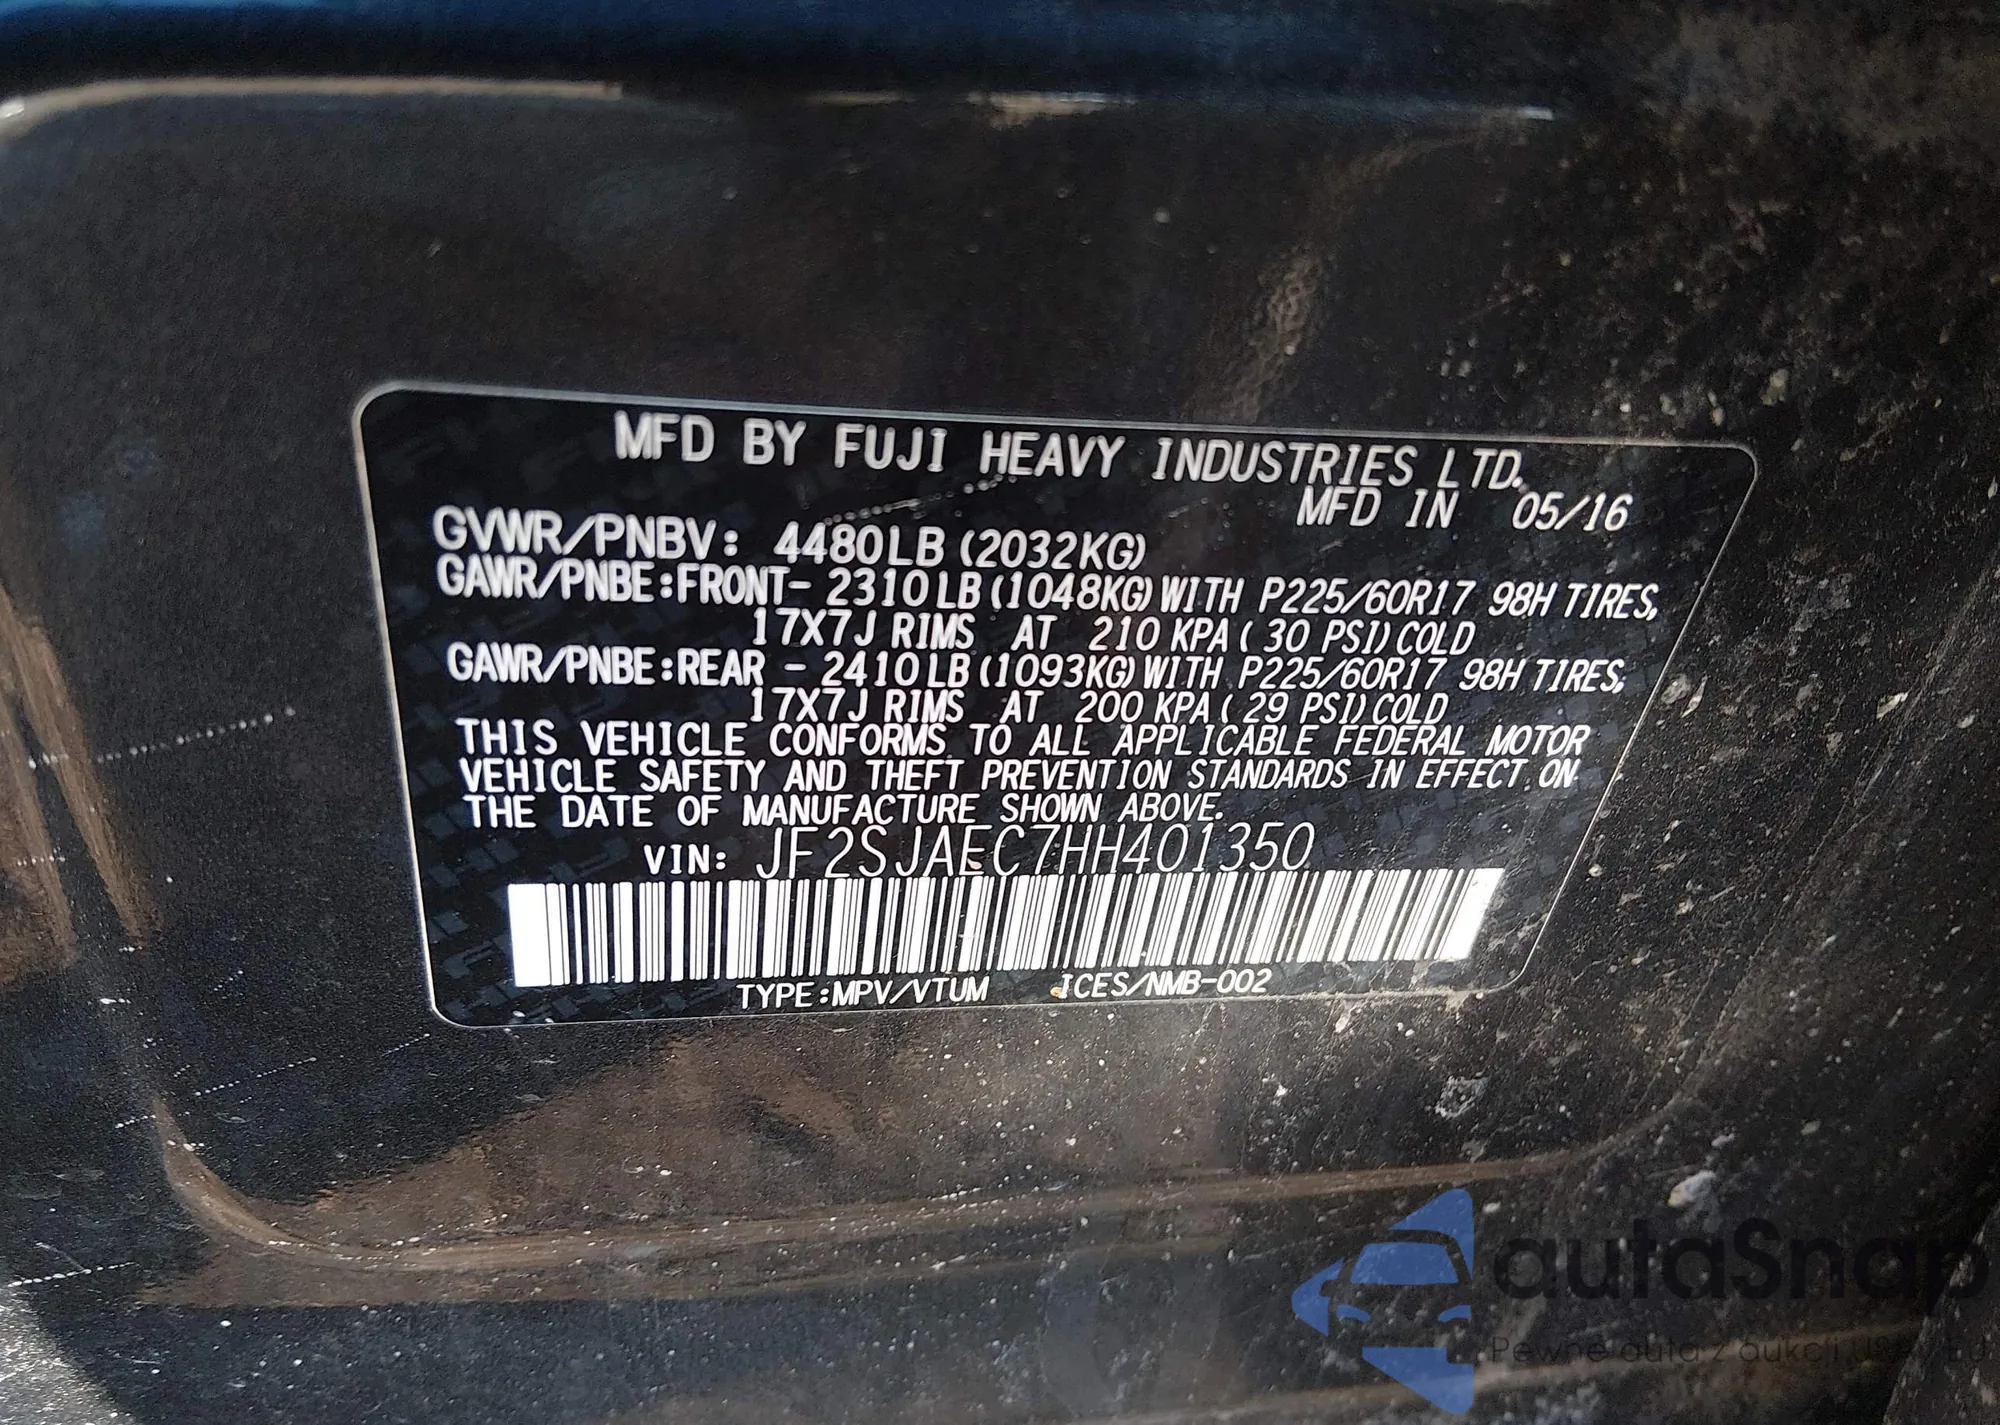 MFD BY FUJI HEAVY INDUSTRIES LTD.
MFD IN 05/16
GVWR/PNBV: 4480LB (2032KG)
GAWR/PNBE:FRONT- 2310LB (1048KG) WITH P225/60R17 98H TIRES,
17X7J RIMS AT 210 KPA ( 30 PSI) COLD
GAWR/PNBE:REAR - 2410LB (1093KG) WITH P225/60R17 98H TIRES,
17X7J RIMS AT 200 KPA ( 29 PSI) COLD
THIS VEHICLE CONFORMS TO ALL APPLICABLE FEDERAL MOTOR
VEHICLE SAFETY AND THEFT PREVENTION STANDARDS IN EFFECT ON
THE DATE OF MANUFACTURE SHOWN ABOVE.
VIN: JF2SJAEC7HH401350
TYPE:MPV/VTUM ICES/NMB-002
autaSnap
Pewne auta z aukcji